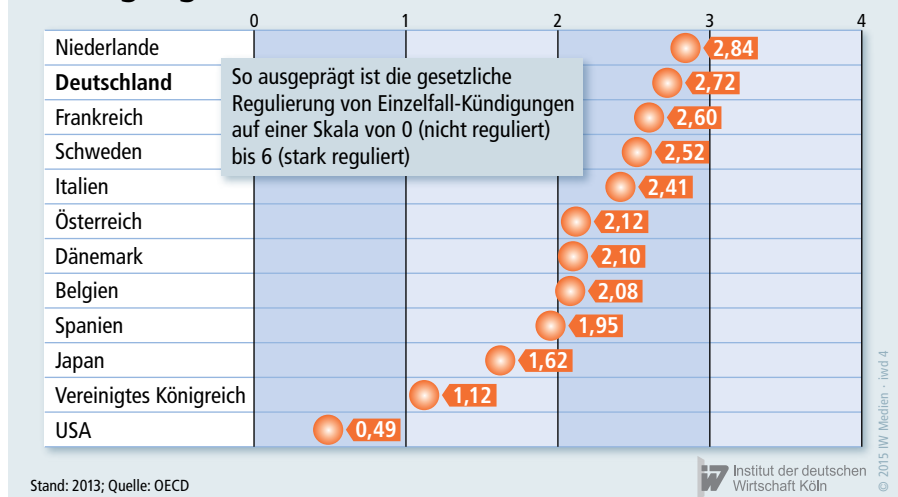 0 1 2 3 4
Niederlande 2,84
Deutschland 2,72
So ausgeprägt ist die gesetzliche
Regulierung von Einzelfall-Kündigungen
auf einer Skala von 0 (nicht reguliert)
bis 6 (stark reguliert)
Frankreich 2,60
Schweden 2,52
Italien 2,41
Österreich 2,12
Dänemark 2,10
Belgien 2,08
Spanien 1,95
Japan 1,62
Vereinigtes Königreich 1,12
USA 0,49
Stand: 2013; Quelle: OECD
iw Institut der deutschen
Wirtschaft Köln
© 2015 IW Medien · iwd 4